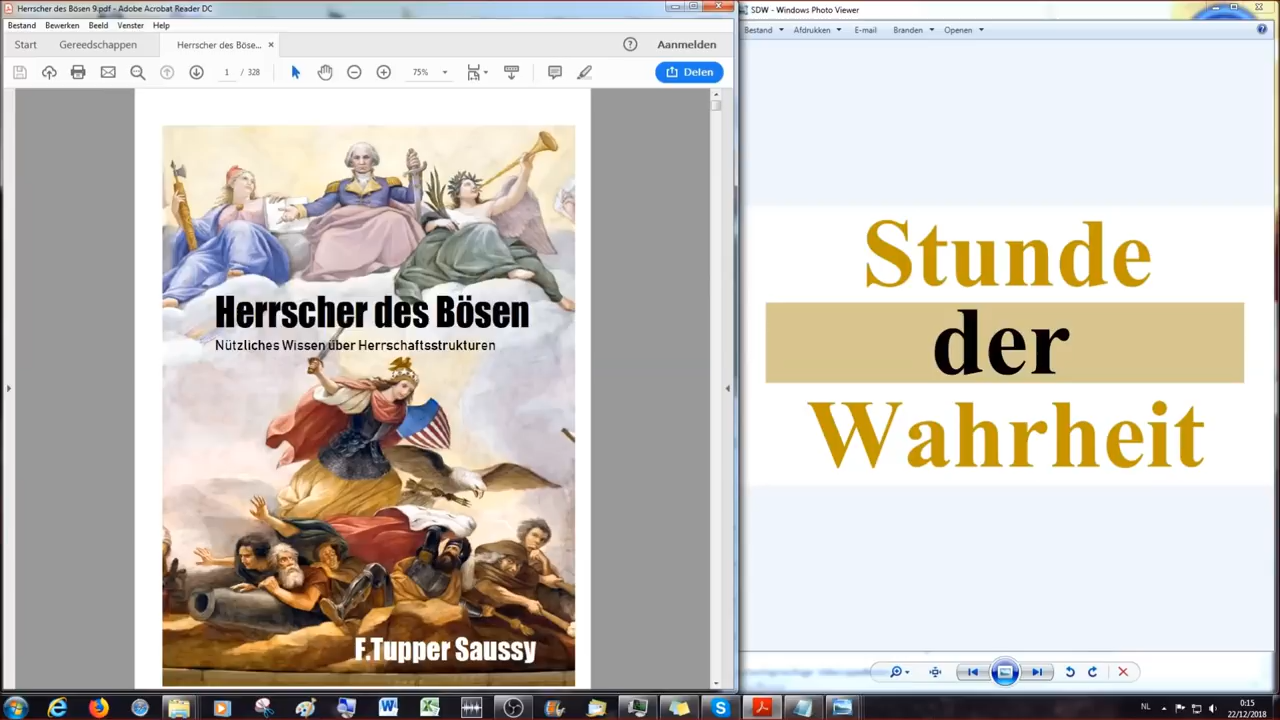 Herrscher des Bösen 9.pdf - Adobe Acrobat Reader DC
Bestand Bewerken Beeld Venster Help
Start Gereedschappen Herrscher des Böse... × Aanmelden
1 / 328 75% Delen
Herrscher des Bösen
Nützliches Wissen über Herrschaftsstrukturen
F.Tupper Saussy
SDW - Windows Photo Viewer
Bestand Afdrukken E-mail Branden Openen
Stunde
der
Wahrheit
NL 0:15
22/12/2018